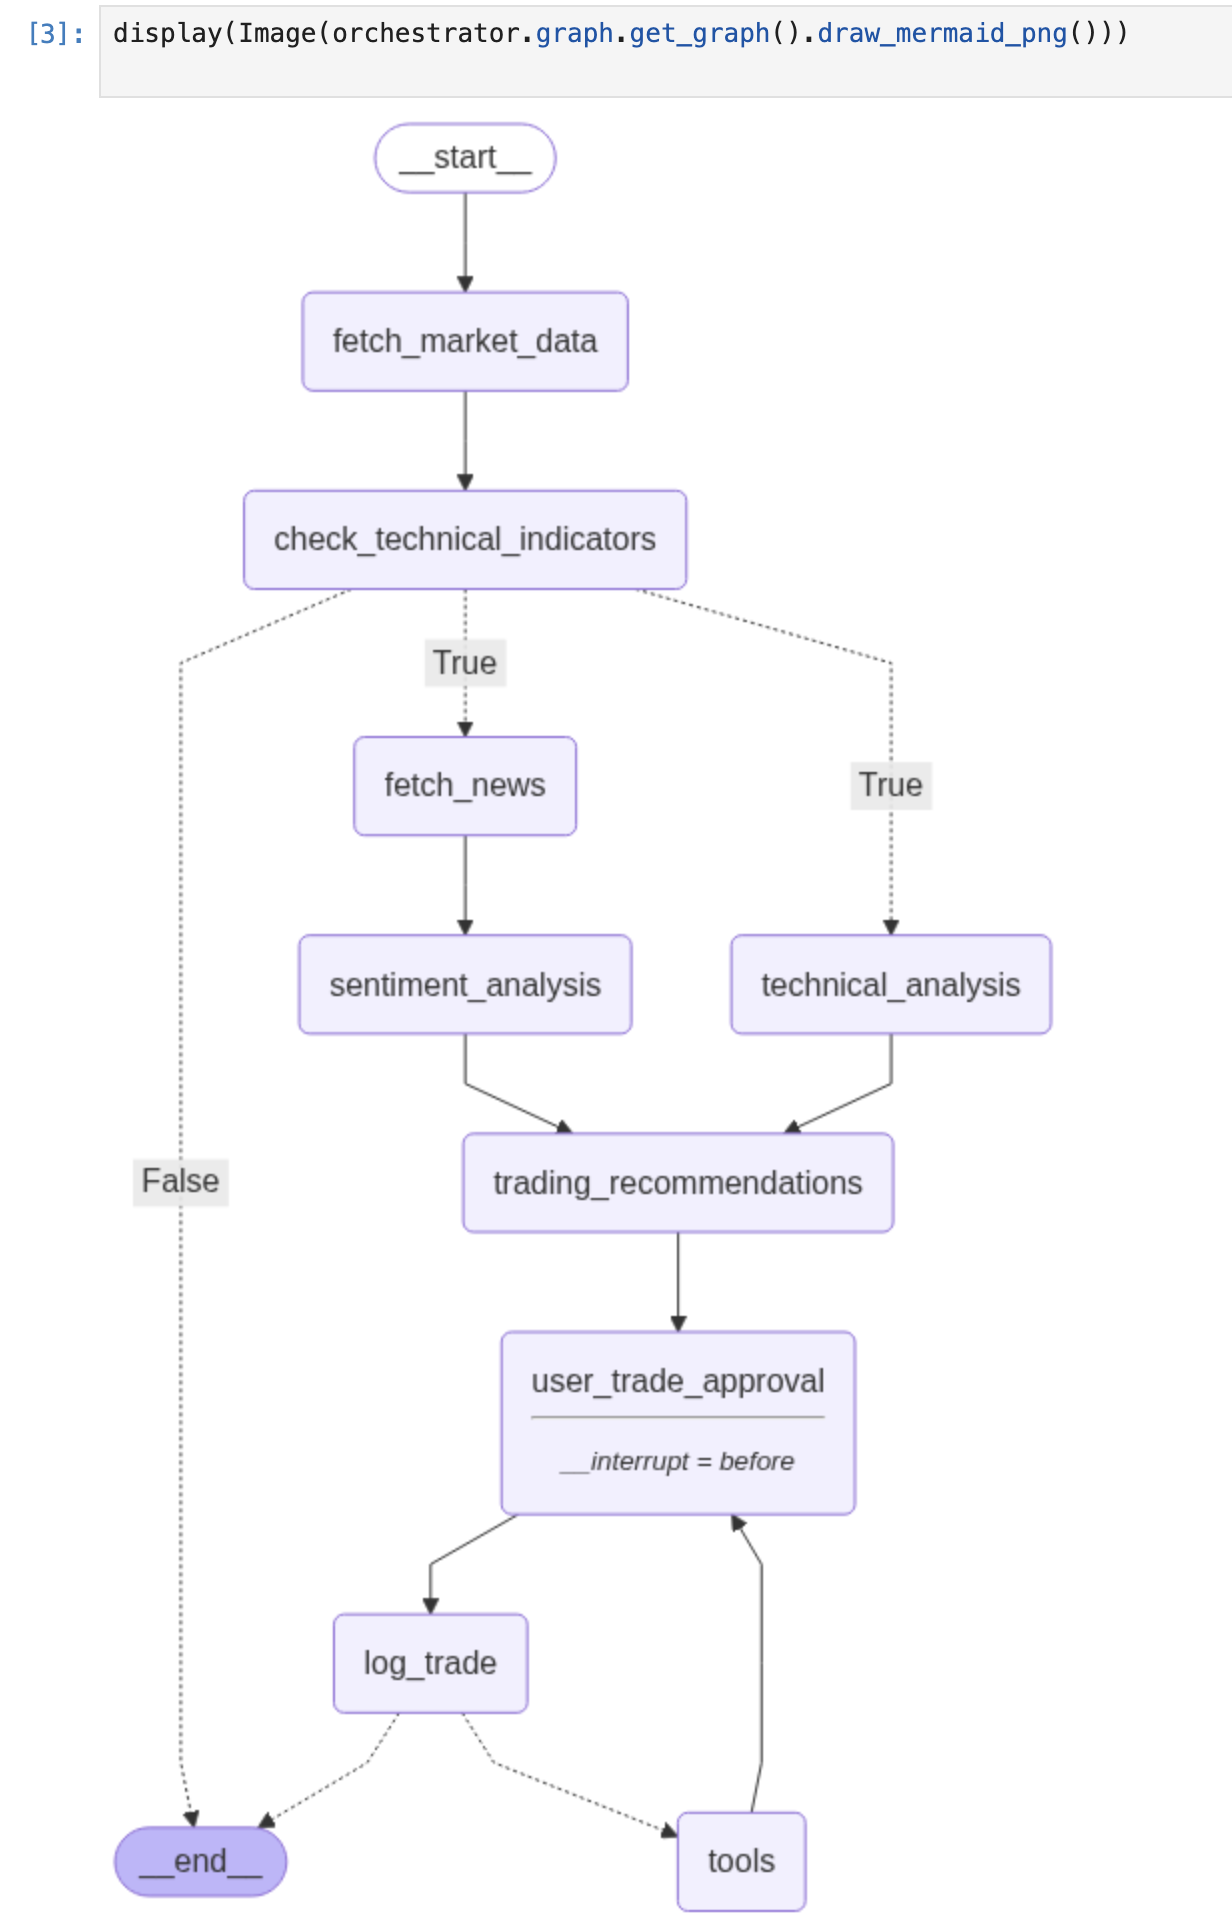 [3]: display(Image(orchestrator.graph.get_graph().draw_mermaid_png()))
__start__
fetch_market_data
check_technical_indicators
True
fetch_news
True
sentiment_analysis
technical_analysis
False
trading_recommendations
user_trade_approval
__interrupt = before
log_trade
__end__
tools